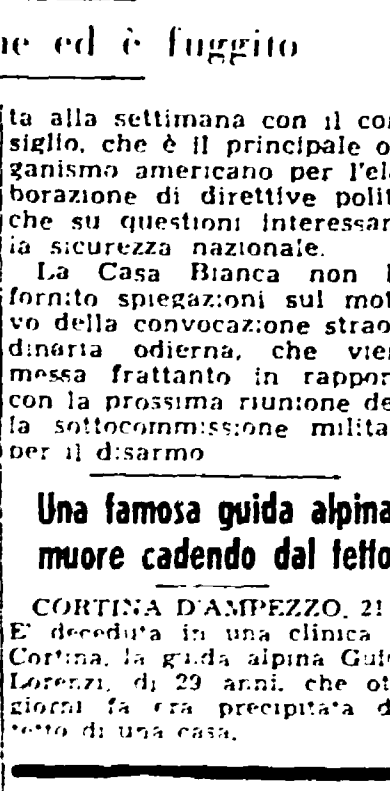 ne ed è fuggito
ta alla settimana con il con
siglio, che è il principale or
ganismo americano per l'ela
borazione di direttive polit
che su questioni interessan
la sicurezza nazionale.
La Casa Bianca non h
fornito spiegazioni sul mot
vo della convocazione strao
dinaria odierna, che vien
messa frattanto in rappor
con la prossima riunione de
la sottocommissione milita
per il disarmo
Una famosa guida alpina
muore cadendo dal tetto
CORTINA D'AMPEZZO, 21
E' deceduta in una clinica
Cortina, la guida alpina Gui
Lorenzi, di 29 anni, che ot
giorni fa era precipitata d
tetto di una casa.